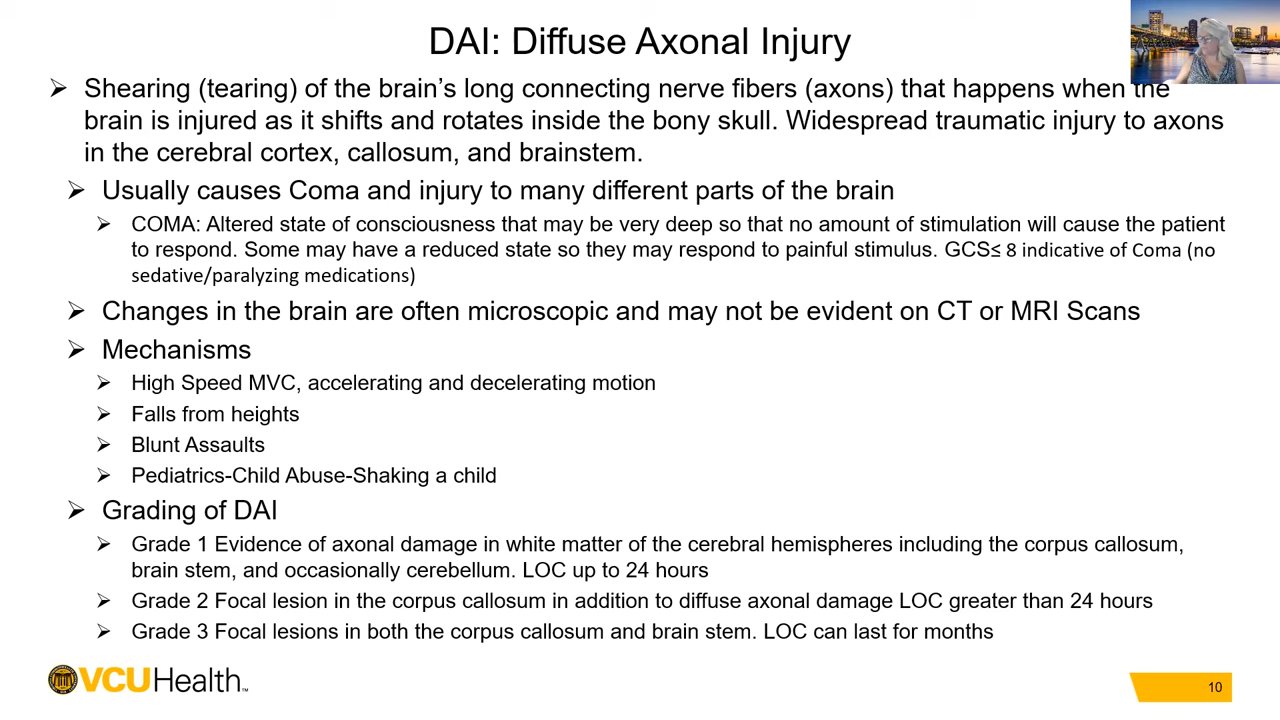 DAI: Diffuse Axonal Injury
Shearing (tearing) of the brain's long connecting nerve fibers (axons) that happens when the
brain is injured as it shifts and rotates inside the bony skull. Widespread traumatic injury to axons
in the cerebral cortex, callosum, and brainstem.
Usually causes Coma and injury to many different parts of the brain
COMA: Altered state of consciousness that may be very deep so that no amount of stimulation will cause the patient
to respond. Some may have a reduced state so they may respond to painful stimulus. GCS≤ 8 indicative of Coma (no
sedative/paralyzing medications)
Changes in the brain are often microscopic and may not be evident on CT or MRI Scans
Mechanisms
High Speed MVC, accelerating and decelerating motion
Falls from heights
Blunt Assaults
Pediatrics-Child Abuse-Shaking a child
Grading of DAI
Grade 1 Evidence of axonal damage in white matter of the cerebral hemispheres including the corpus callosum,
brain stem, and occasionally cerebellum. LOC up to 24 hours
Grade 2 Focal lesion in the corpus callosum in addition to diffuse axonal damage LOC greater than 24 hours
Grade 3 Focal lesions in both the corpus callosum and brain stem. LOC can last for months
VCUHealth™
10